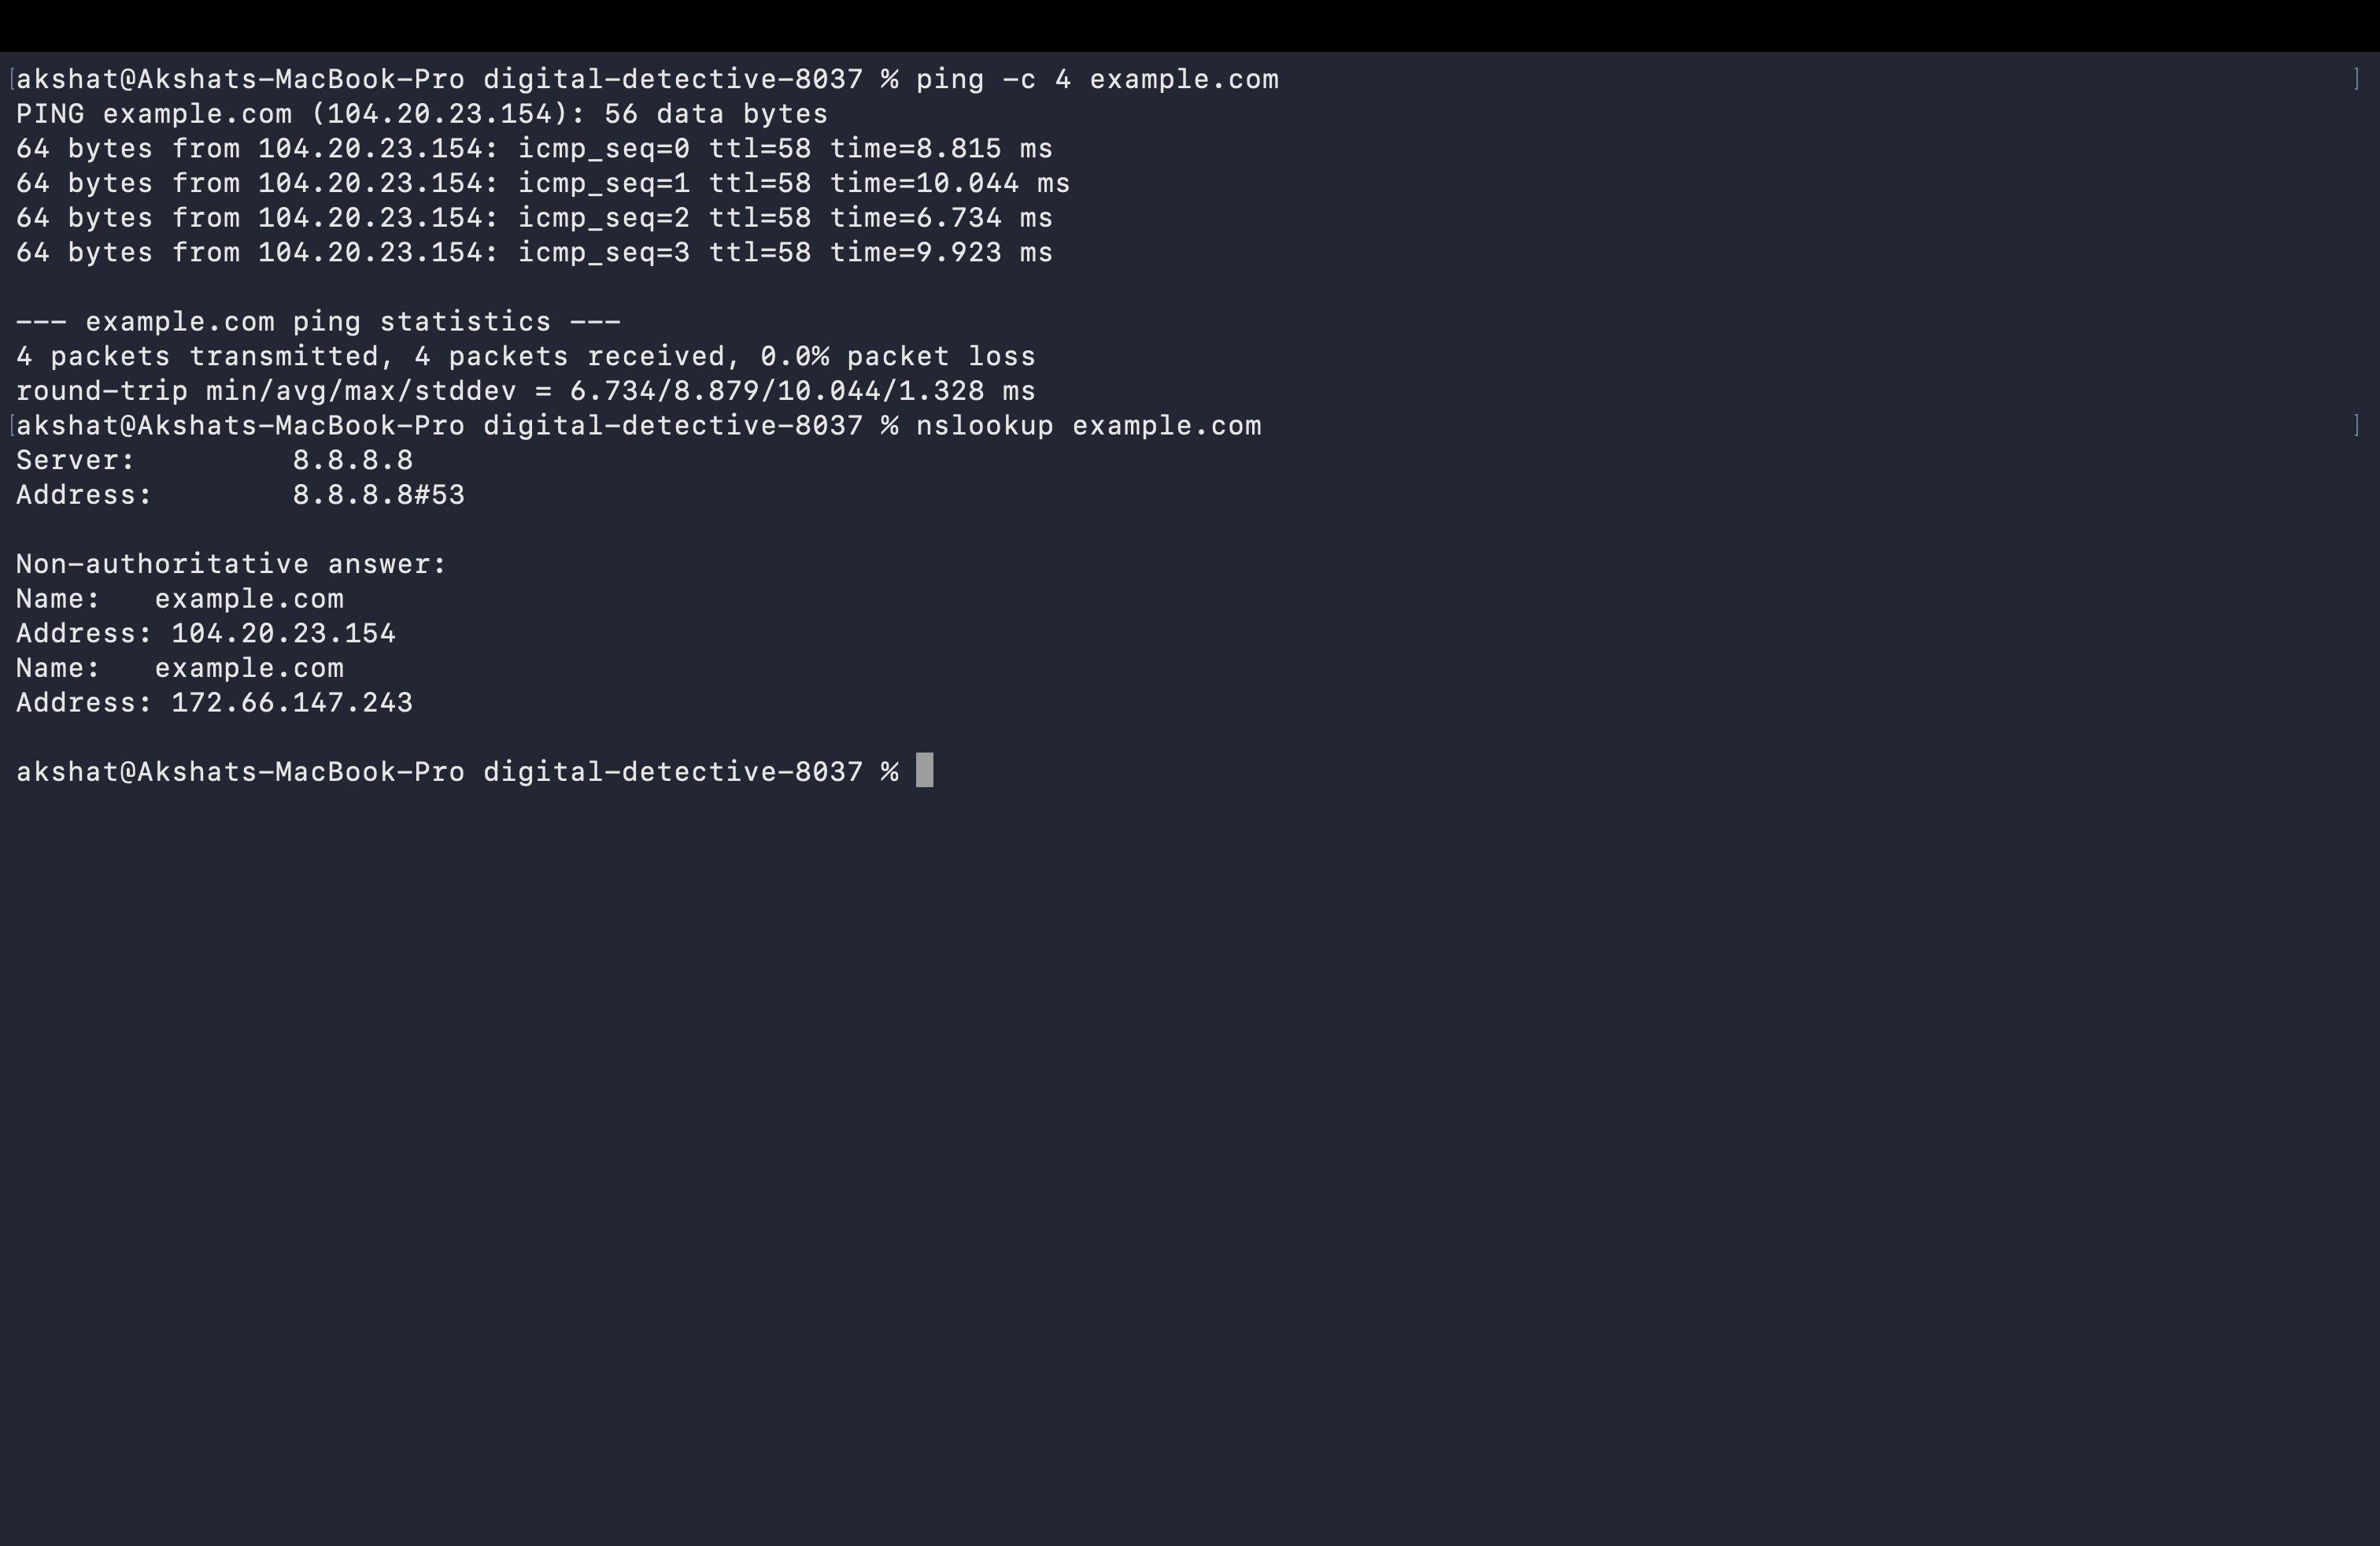 [akshat@Akshats-MacBook-Pro digital-detective-8037 % ping -c 4 example.com ]
PING example.com (104.20.23.154): 56 data bytes
64 bytes from 104.20.23.154: icmp_seq=0 ttl=58 time=8.815 ms
64 bytes from 104.20.23.154: icmp_seq=1 ttl=58 time=10.044 ms
64 bytes from 104.20.23.154: icmp_seq=2 ttl=58 time=6.734 ms
64 bytes from 104.20.23.154: icmp_seq=3 ttl=58 time=9.923 ms
--- example.com ping statistics ---
4 packets transmitted, 4 packets received, 0.0% packet loss
round-trip min/avg/max/stddev = 6.734/8.879/10.044/1.328 ms
[akshat@Akshats-MacBook-Pro digital-detective-8037 % nslookup example.com ]
Server:         8.8.8.8
Address:        8.8.8.8#53
Non-authoritative answer:
Name:   example.com
Address: 104.20.23.154
Name:   example.com
Address: 172.66.147.243
akshat@Akshats-MacBook-Pro digital-detective-8037 %